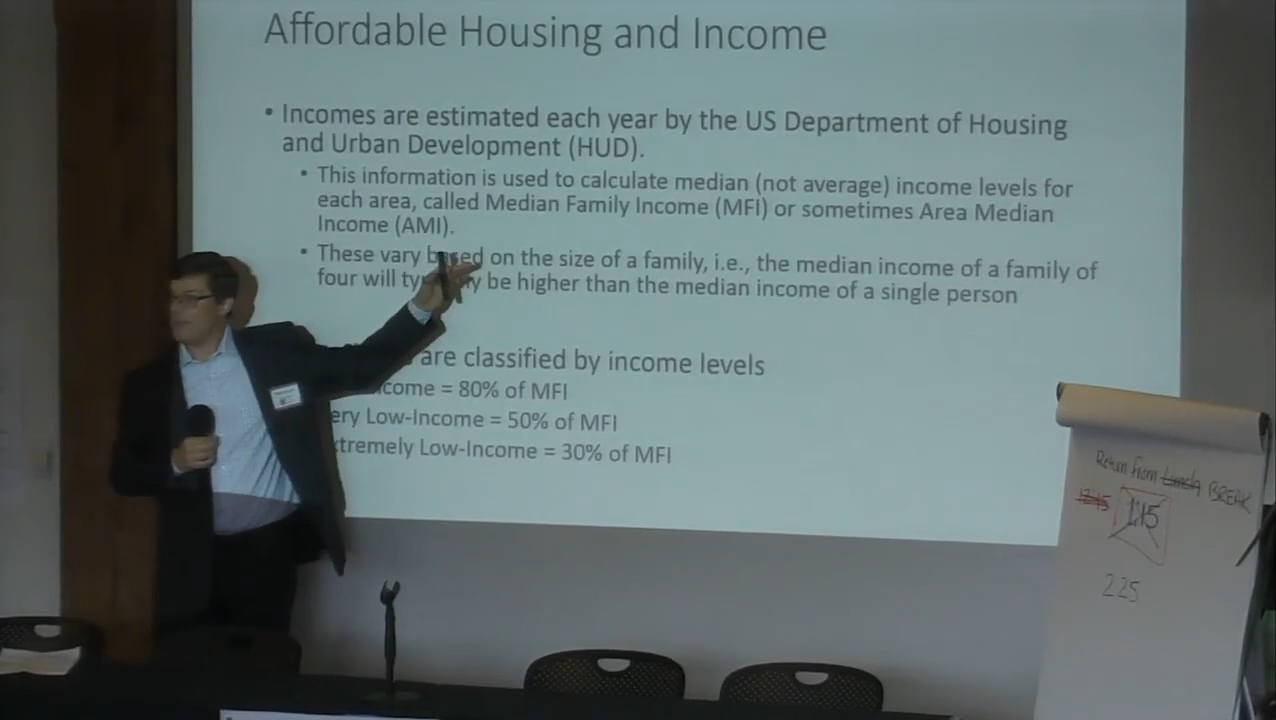 Affordable Housing and Income
• Incomes are estimated each year by the US Department of Housing
and Urban Development (HUD).
• This information is used to calculate median (not average) income levels for
each area, called Median Family Income (MFI) or sometimes Area Median
Income (AMI).
• These vary based on the size of a family, i.e., the median income of a family of
four will ty y be higher than the median income of a single person
are classified by income levels
come = 80% of MFI
ery Low-Income = 50% of MFI
xtremely Low-Income = 30% of MFI
Return from Lunch BREAK
12:45 1:15
225